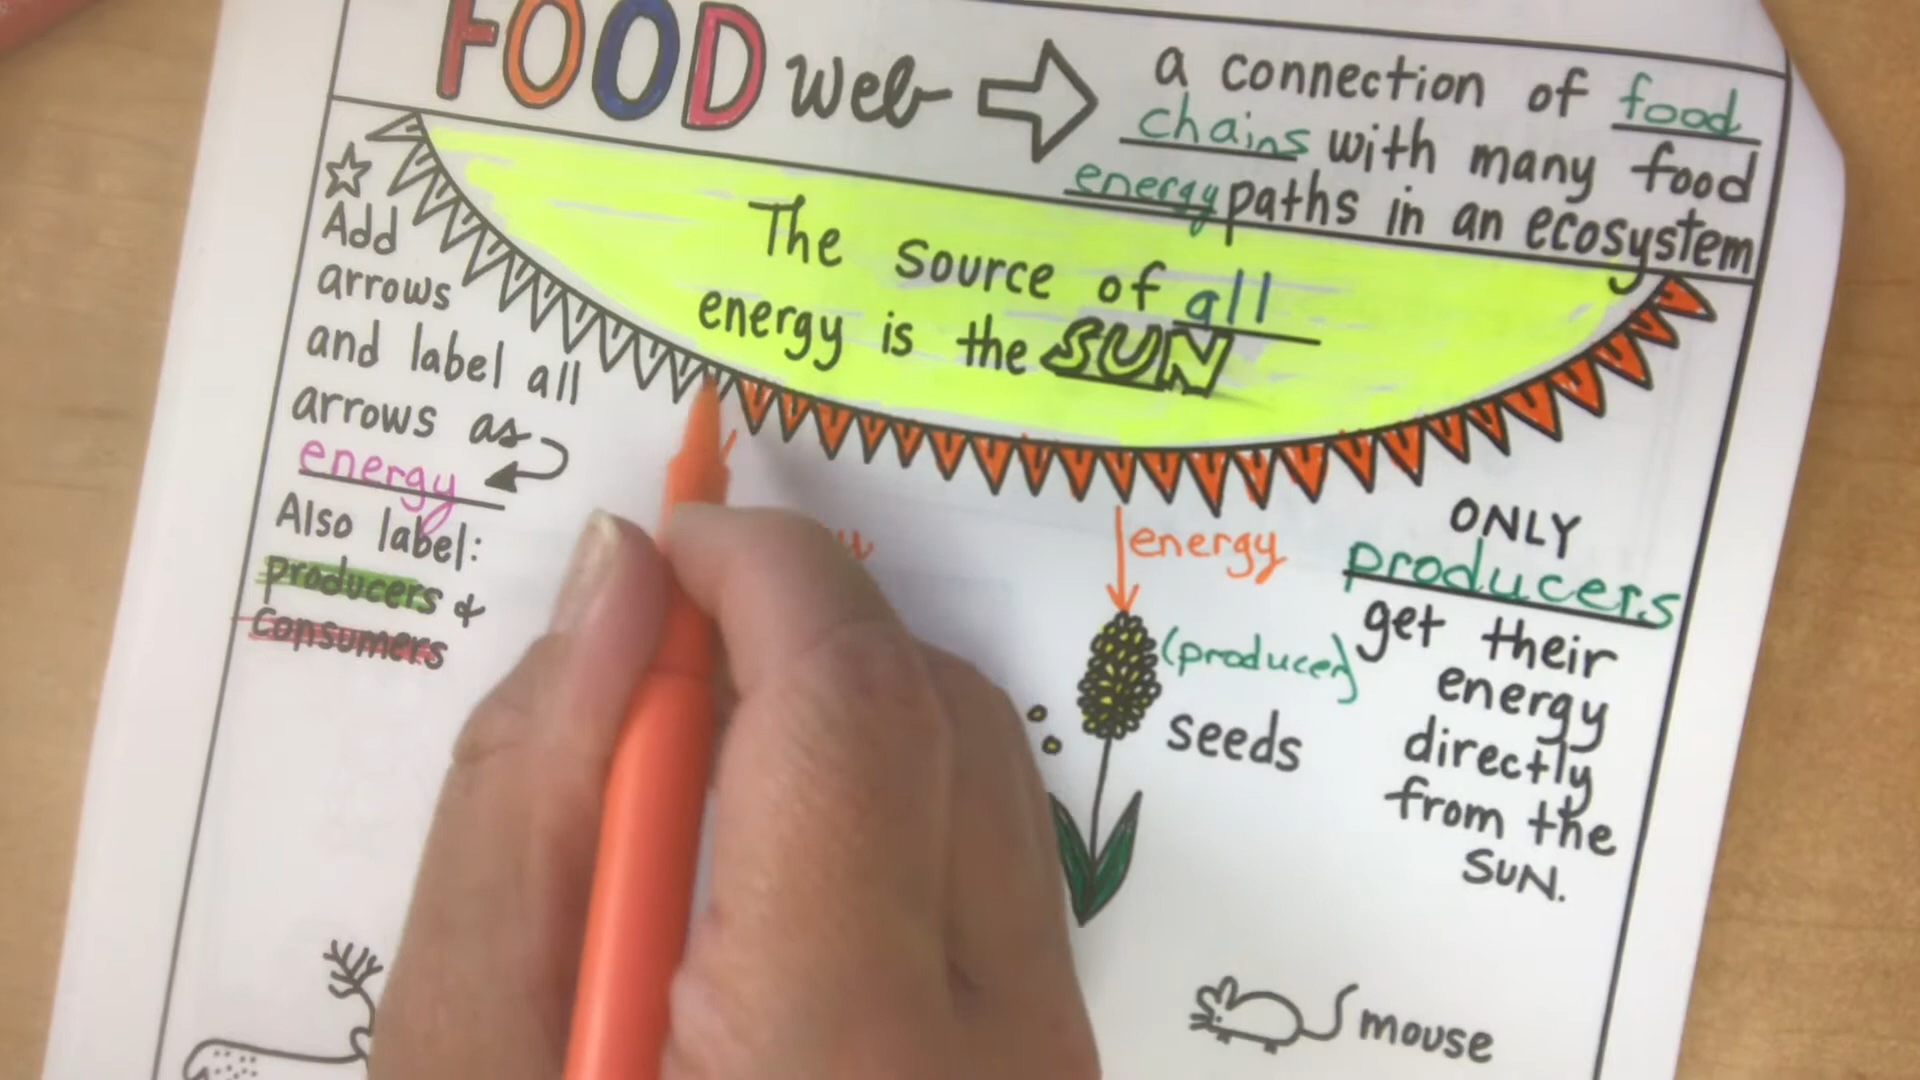 FOOD web
a connection of food
chains with many food
energy paths in an ecosystem
The source of all
energy is the SUN
Add
arrows
and label all
arrows as
energy
Also label:
producers &
consumers
energy
(producer)
seeds
ONLY
producers
get their
energy
directly
from the
SUN.
mouse